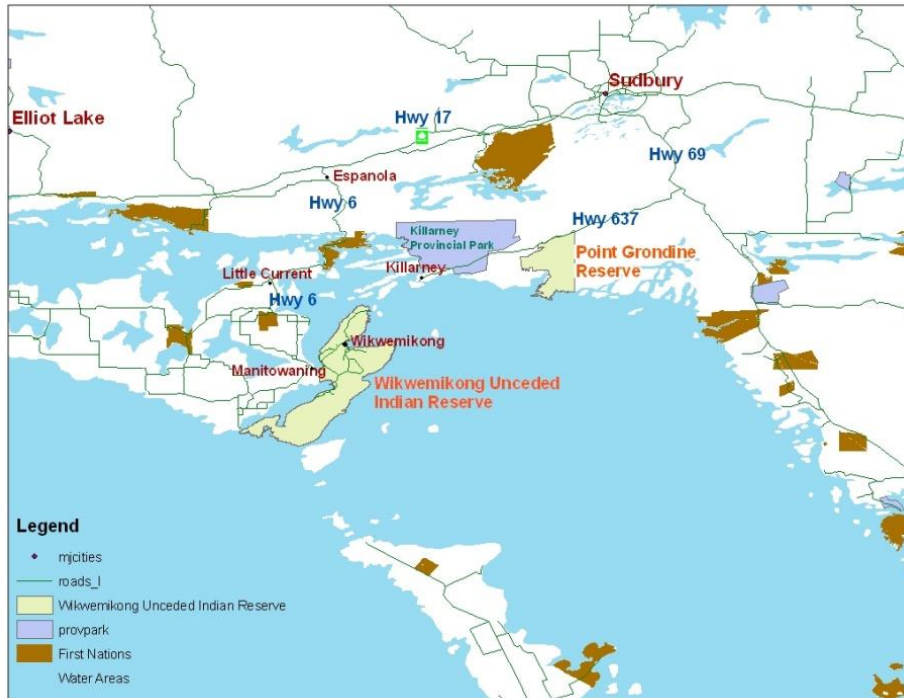 Sudbury
Elliot Lake
Hwy 17
Hwy 69
Espanola
Hwy 6
Killarney
Provincial Park
Hwy 637
Point Grondine
Reserve
Little Current
Killarney
Hwy 6
Wikwemikong
Manitowaning
Wikwemikong Unceded
Indian Reserve
Legend
mjcities
roads_l
Wikwemikong Unceded Indian Reserve
provpark
First Nations
Water Areas